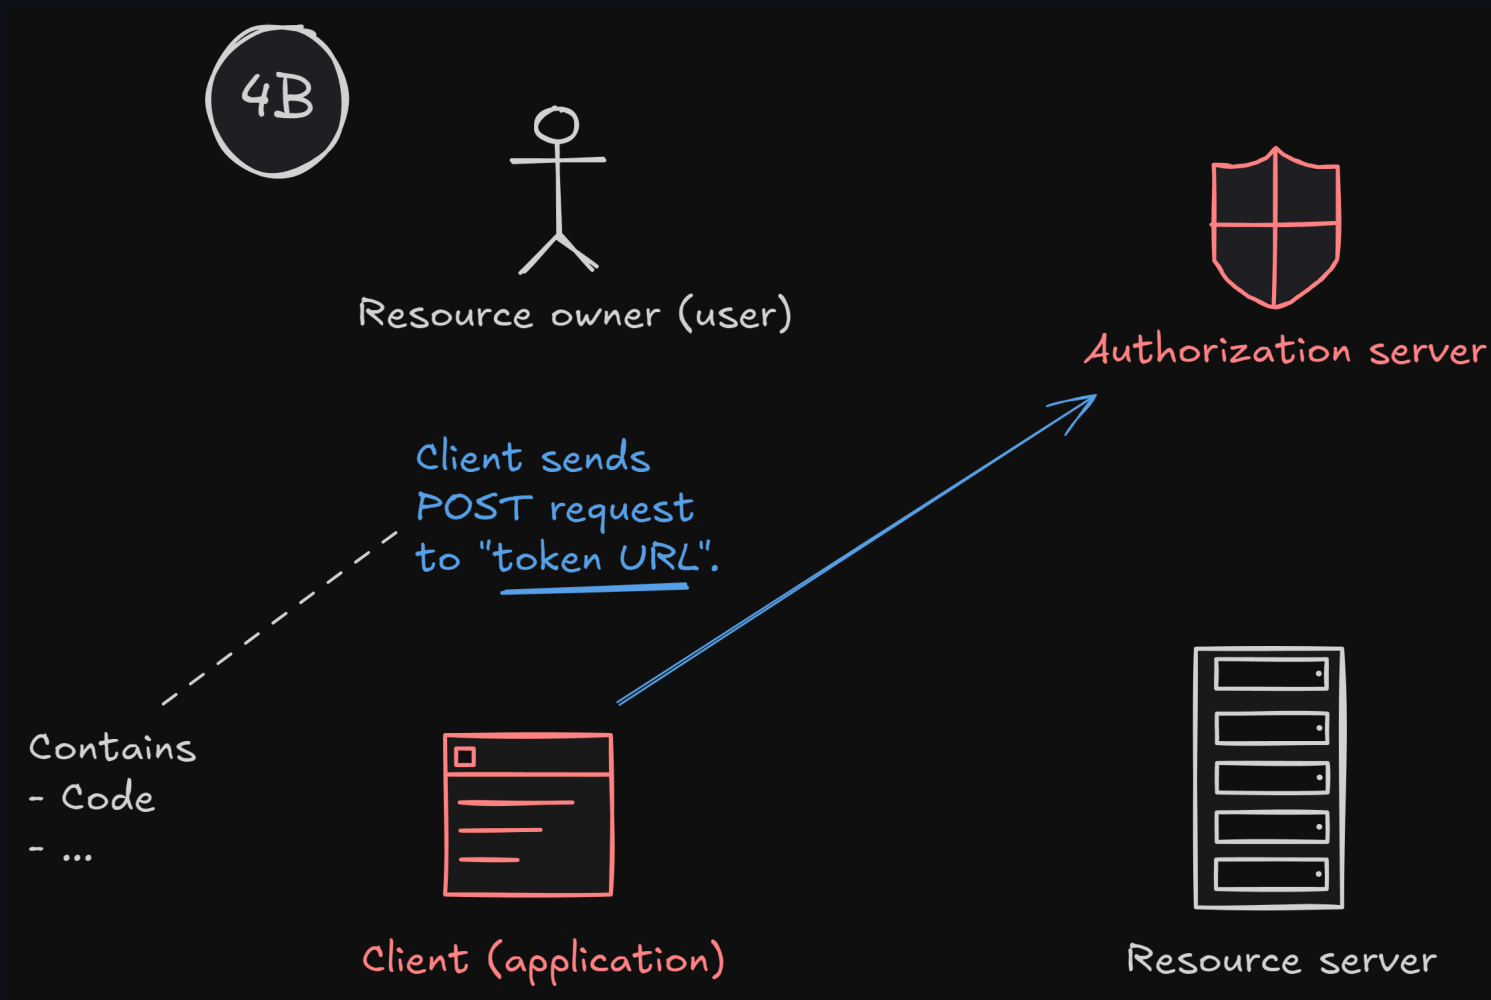 4B
Resource owner (user)
Authorization server
Client sends
POST request
to "token URL".
Contains
- Code
- ...
Client (application)
Resource server